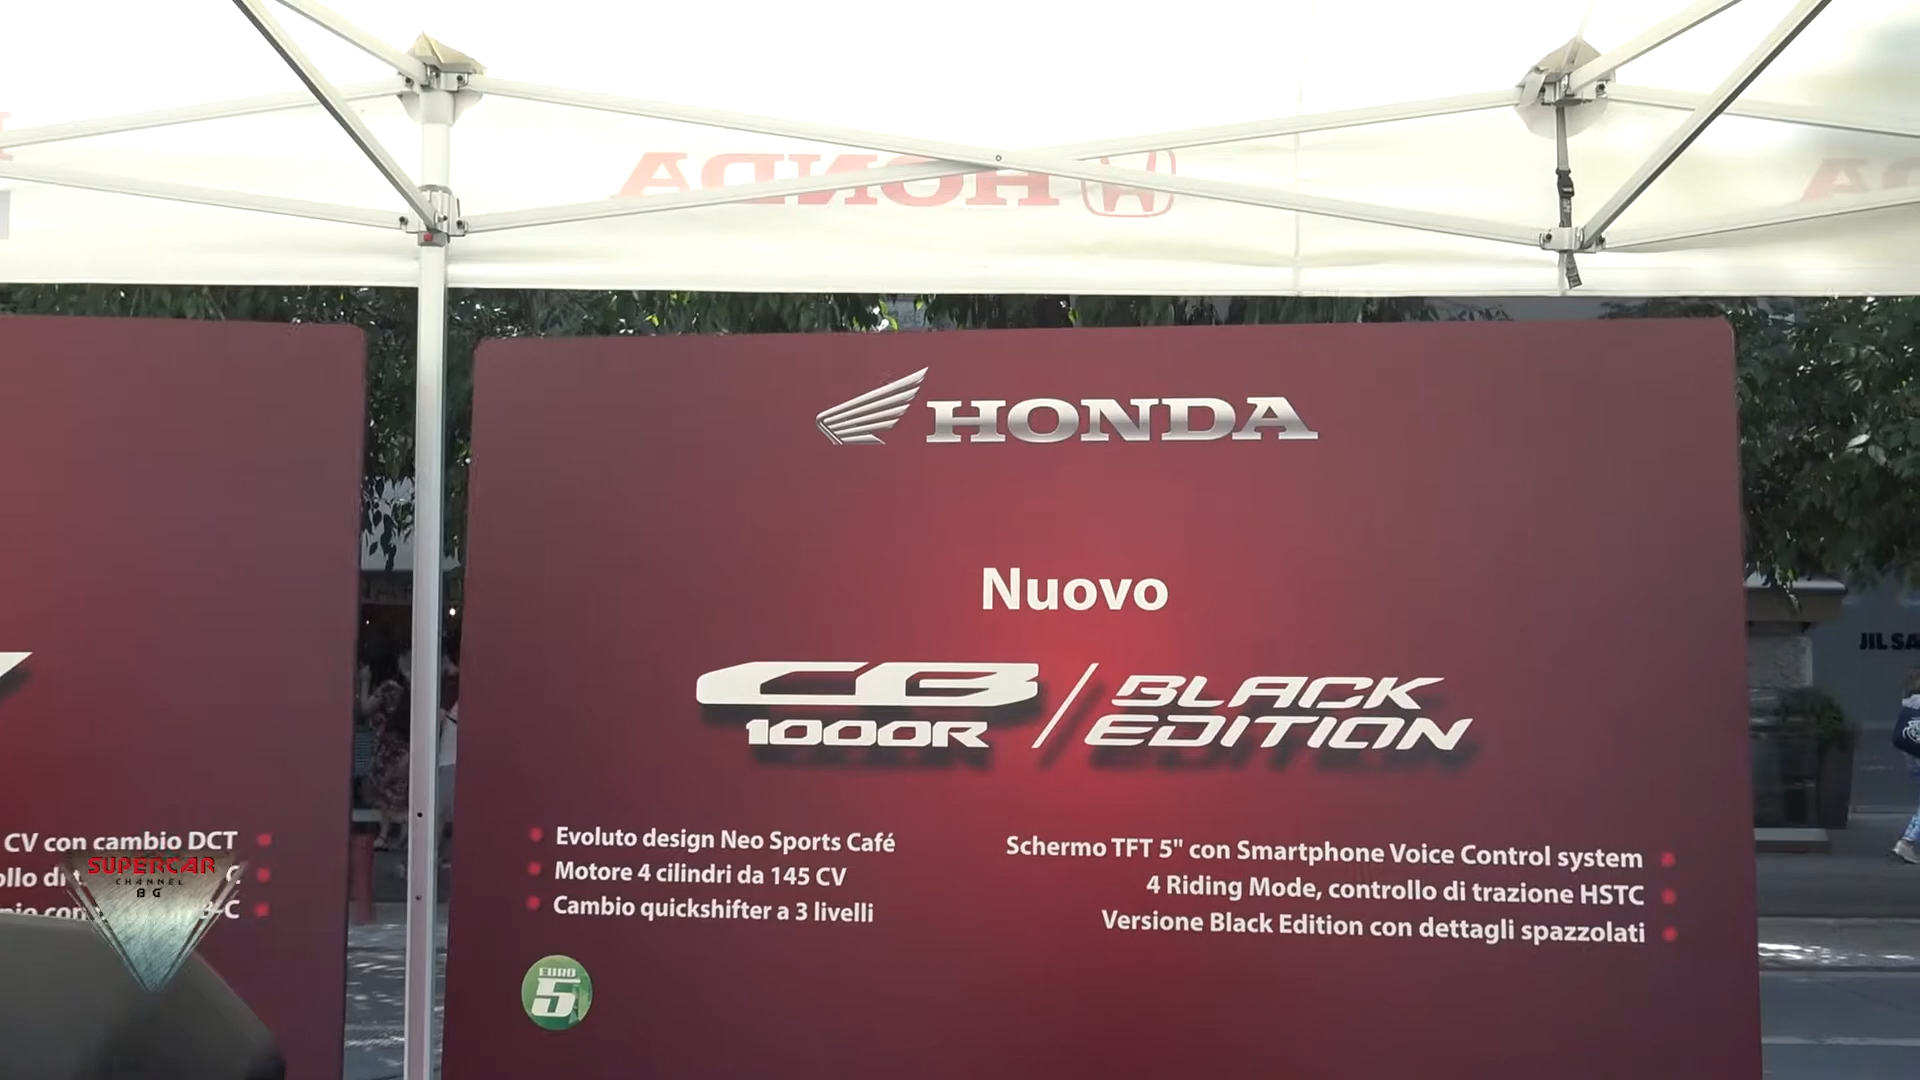 HONDA
HONDA
Nuovo
CB
1000R / BLACK
EDITION
Evoluto design Neo Sports Café
Motore 4 cilindri da 145 CV
Cambio quickshifter a 3 livelli
Schermo TFT 5" con Smartphone Voice Control system
4 Riding Mode, controllo di trazione HSTC
Versione Black Edition con dettagli spazzolati
EURO
5
CV con cambio DCT
SUPERCAR
CHANNEL
BG
JIL